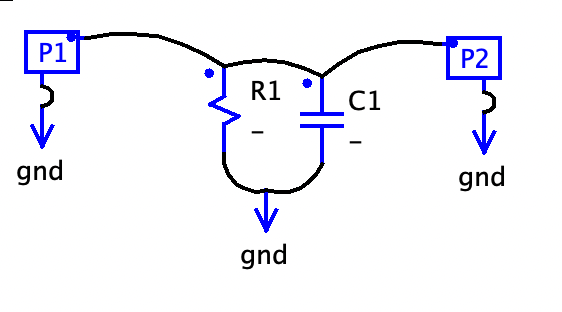 P1
P2
R1
C1
–
–
gnd
gnd
gnd